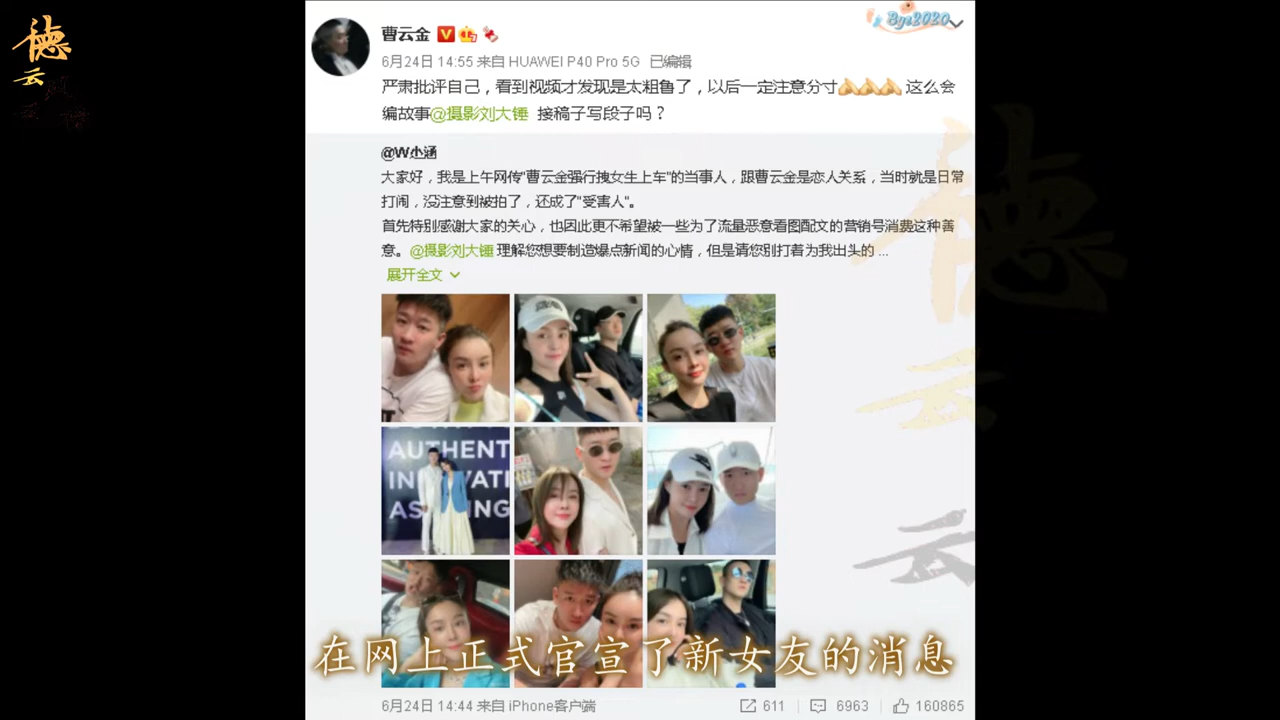 德
云
曹云金
Bye2020
6月24日 14:55 来自 HUAWEI P40 Pro 5G 已编辑
严肃批评自己，看到视频才发现是太粗鲁了，以后一定注意分寸 这么会
编故事@摄影刘大锤 接稿子写段子吗？
@W小涵
大家好，我是上午网传"曹云金强行拽女生上车"的当事人，跟曹云金是恋人关系，当时就是日常
打闹，没注意到被拍了，还成了"受害人"。
首先特别感谢大家的关心，也因此更不希望被一些为了流量恶意看图配文的营销号消费这种善
意。@摄影刘大锤 理解您想要制造爆点新闻的心情，但是请您别打着为我出头的 ...
展开全文
德
云
AUTHENT
IN VAT
AS ING
在网上正式官宣了新女友的消息
6月24日 14:44 来自 iPhone客户端
611
6963
160865